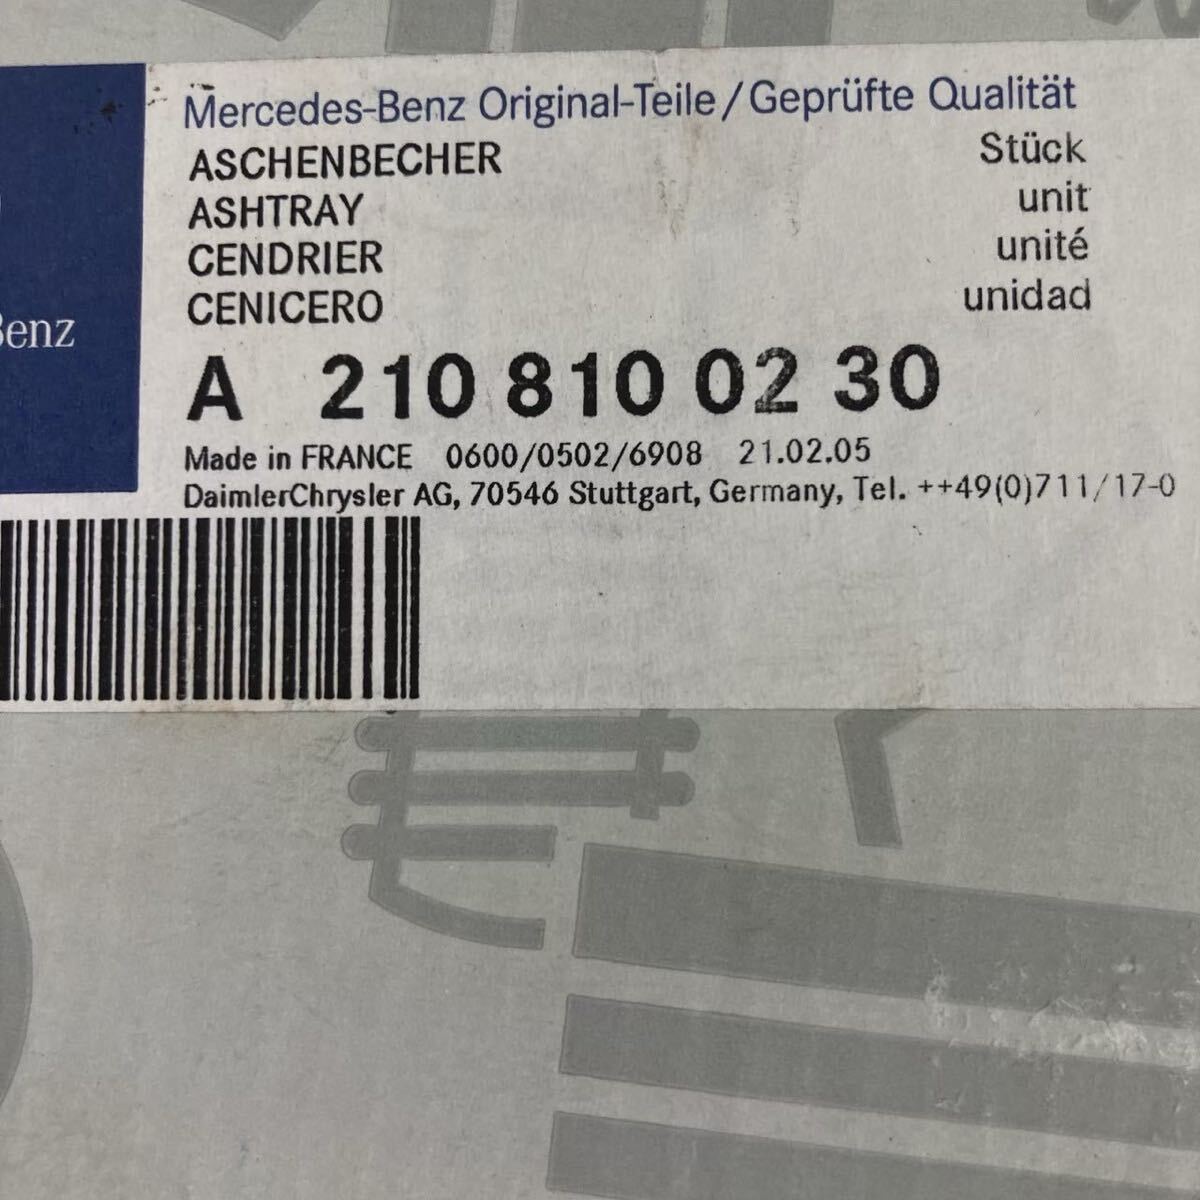 Mercedes-Benz Original-Teile/Geprüfte Qualität
ASCHENBECHER Stück
ASHTRAY unit
CENDRIER unité
CENICERO unidad
Benz
A 210 810 02 30
Made in FRANCE 0600/0502/6908 21.02.05
DaimlerChrysler AG, 70546 Stuttgart, Germany, Tel. ++49(0)711/17-0